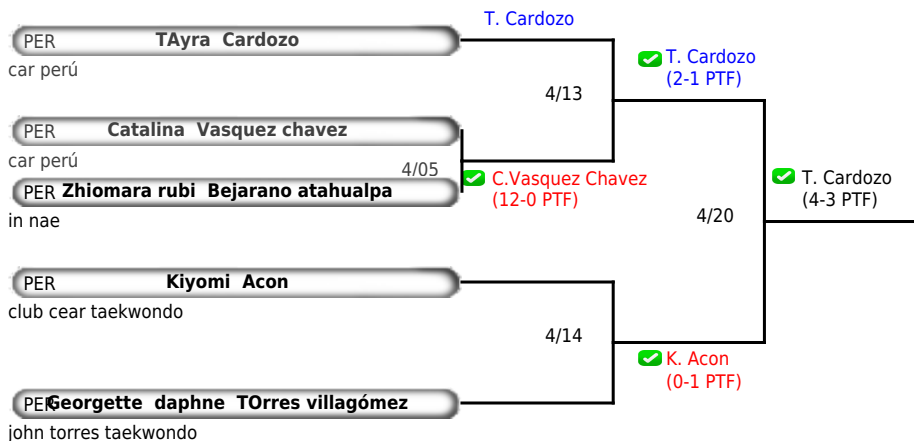 T. Cardozo
PER TAyra Cardozo
car perú
T. Cardozo
(2-1 PTF)
4/13
PER Catalina Vasquez chavez
car perú
4/05
C.Vasquez Chavez
(12-0 PTF)
PER Zhiomara rubi Bejarano atahualpa
in nae
T. Cardozo
(4-3 PTF)
4/20
PER Kiyomi Acon
club cear taekwondo
4/14
K. Acon
(0-1 PTF)
PER Georgette daphne TOrres villagómez
john torres taekwondo